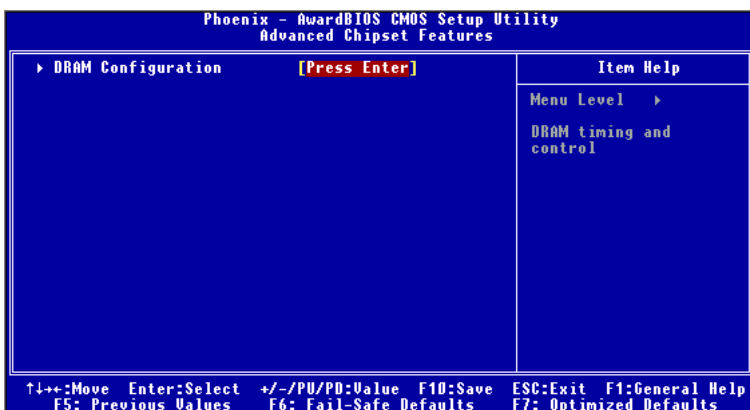 Phoenix - AwardBIOS CMOS Setup Utility
Advanced Chipset Features
▸ DRAM Configuration [Press Enter]
Item Help
Menu Level ▸
DRAM timing and
control
↑↓→←:Move Enter:Select +/-/PU/PD:Value F10:Save ESC:Exit F1:General Help
F5: Previous Values F6: Fail-Safe Defaults F7: Optimized Defaults